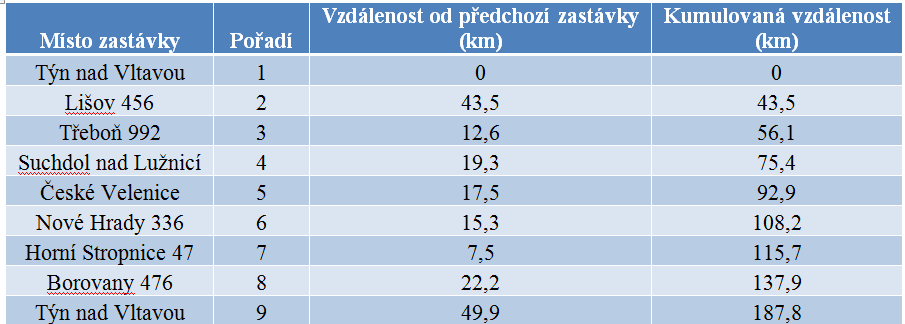 Místo zastávky Pořadí Vzdálenost od předchozí zastávky (km) Kumulovaná vzdálenost (km)
Týn nad Vltavou 1 0 0
Lišov 456 2 43,5 43,5
Třeboň 992 3 12,6 56,1
Suchdol nad Lužnicí 4 19,3 75,4
České Velenice 5 17,5 92,9
Nové Hrady 336 6 15,3 108,2
Horní Stropnice 47 7 7,5 115,7
Borovany 476 8 22,2 137,9
Týn nad Vltavou 9 49,9 187,8